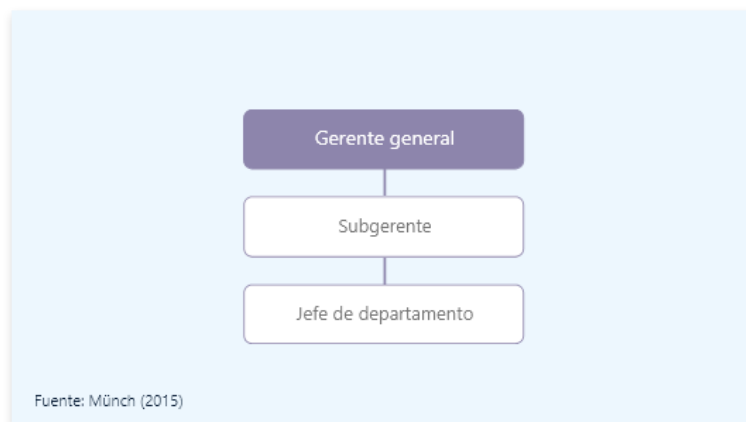 Gerente general
Subgerente
Jefe de departamento
Fuente: Münch (2015)